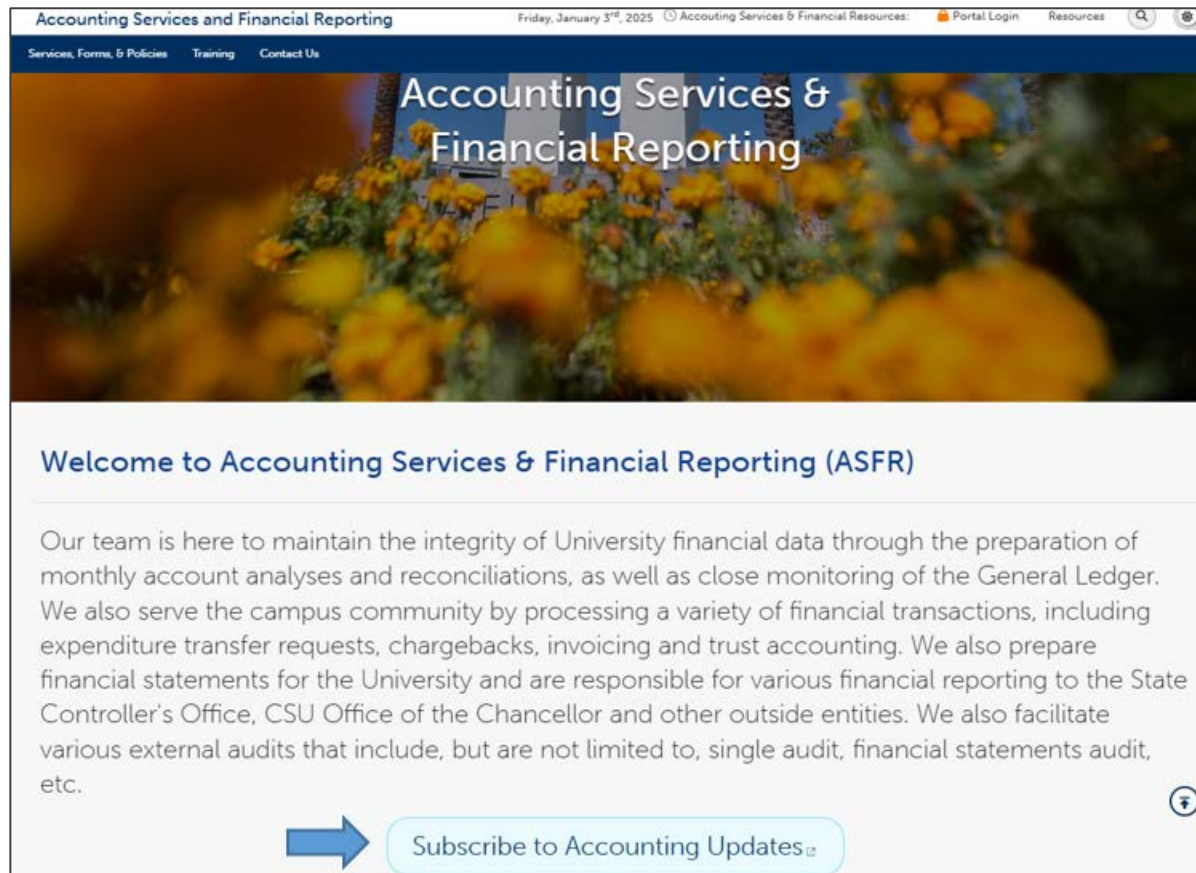 Accounting Services and Financial Reporting
Friday, January 3rd, 2025 Accouting Services & Financial Resources: Portal Login Resources
Services, Forms, & Policies Training Contact Us
Accounting Services &
Financial Reporting
Welcome to Accounting Services & Financial Reporting (ASFR)
Our team is here to maintain the integrity of University financial data through the preparation of
monthly account analyses and reconciliations, as well as close monitoring of the General Ledger.
We also serve the campus community by processing a variety of financial transactions, including
expenditure transfer requests, chargebacks, invoicing and trust accounting. We also prepare
financial statements for the University and are responsible for various financial reporting to the State
Controller's Office, CSU Office of the Chancellor and other outside entities. We also facilitate
various external audits that include, but are not limited to, single audit, financial statements audit,
etc.
Subscribe to Accounting Updates